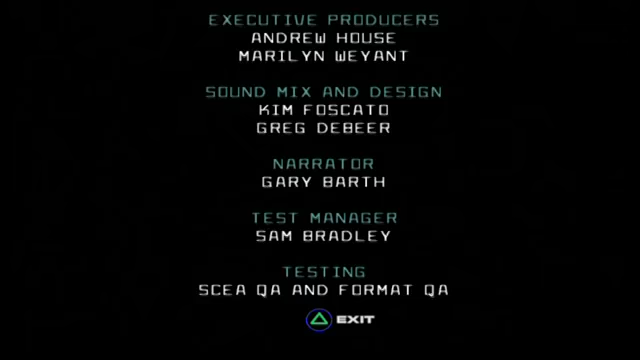 EXECUTIVE PRODUCERS
ANDREW HOUSE
MARILYN WEYANT
SOUND MIX AND DESIGN
KIM FOSCATO
GREG DEBEER
NARRATOR
GARY BARTH
TEST MANAGER
SAM BRADLEY
TESTING
SCEA QA AND FORMAT QA
EXIT